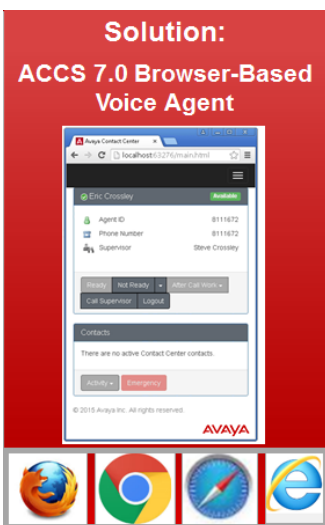 Solution:
ACCS 7.0 Browser-Based
Voice Agent
Avaya Contact Center
localhost:63276/main.html
Eric Crossley
Available
Agent ID 8111672
Phone Number 8111672
Supervisor Steve Crossley
Ready Not Ready After Call Work
Call Supervisor Logout
Contacts
There are no active Contact Center contacts.
Activity Emergency
© 2015 Avaya Inc. All rights reserved
AVAYA